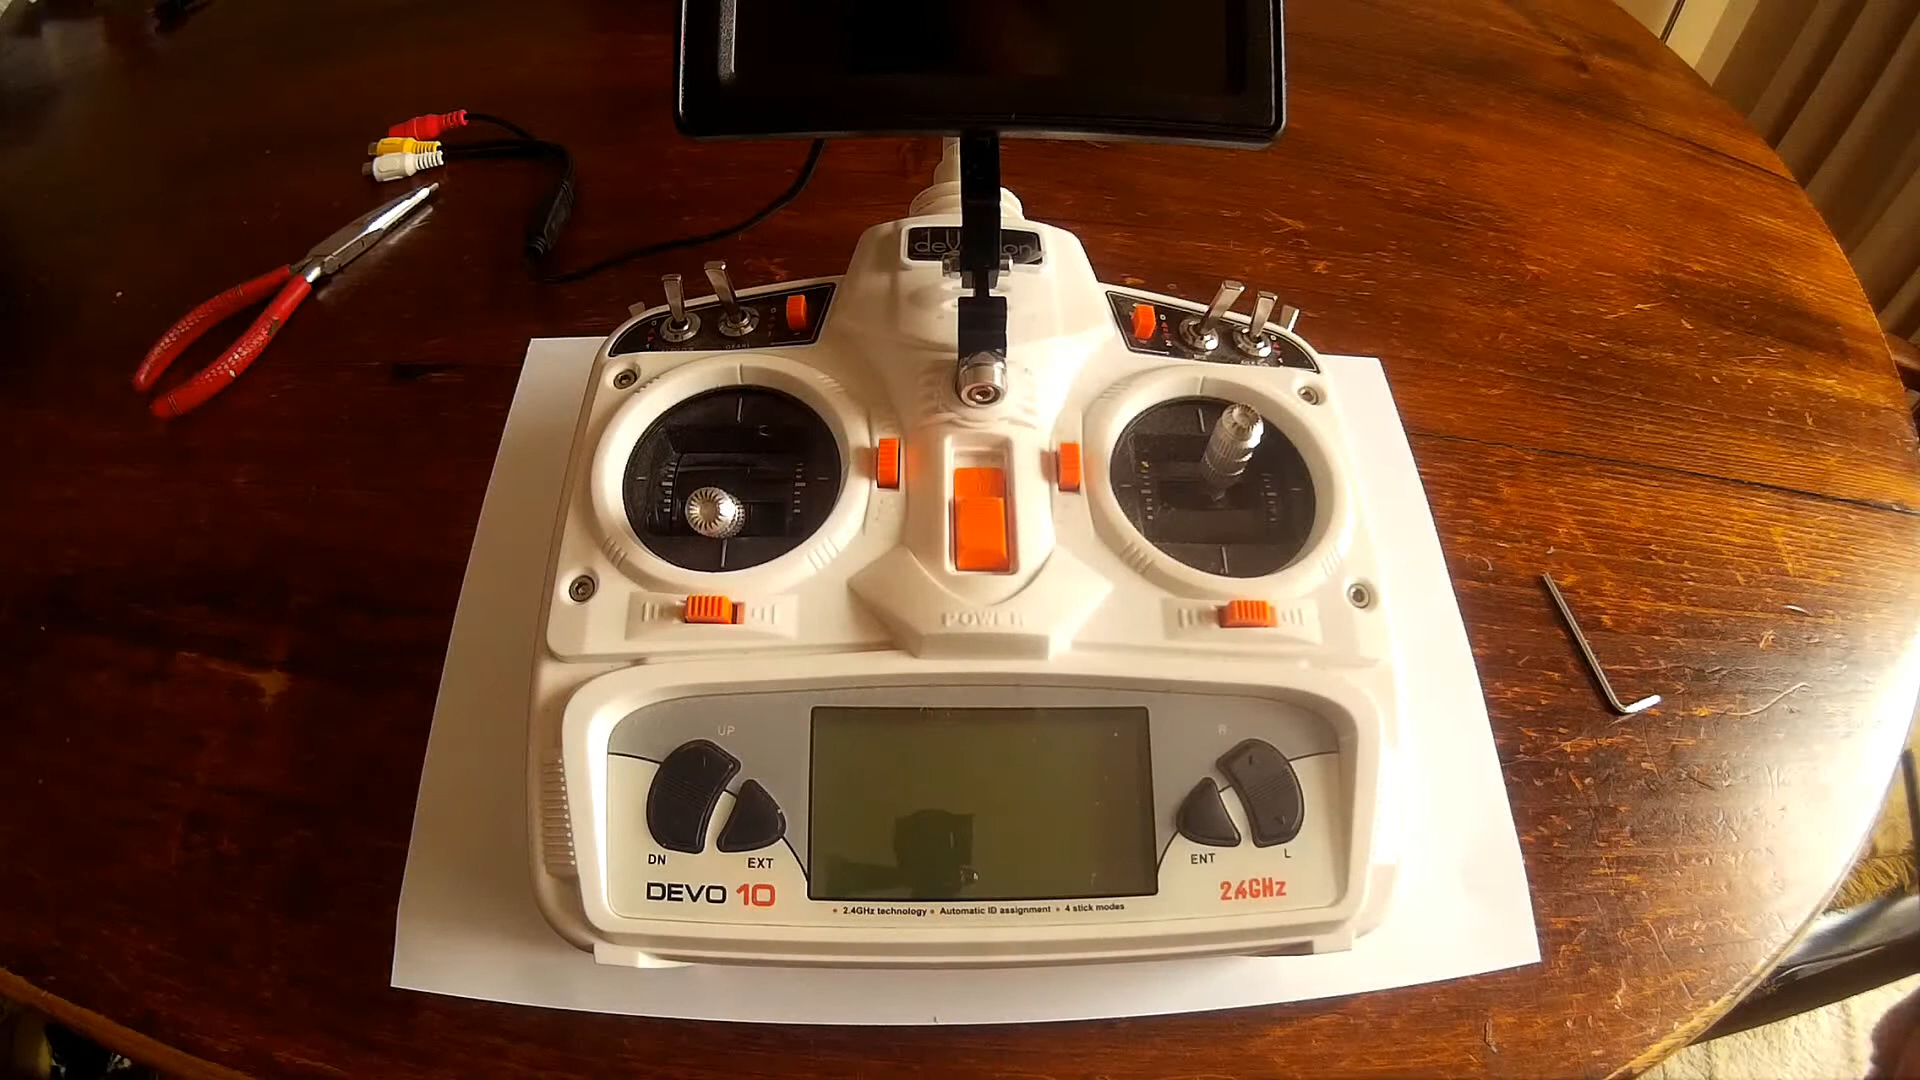 POWER
UP
R
DN
EXT
ENT
L
DEVO 10
2.4GHz
• 2.4GHz technology • Automatic ID assignment • 4 stick modes